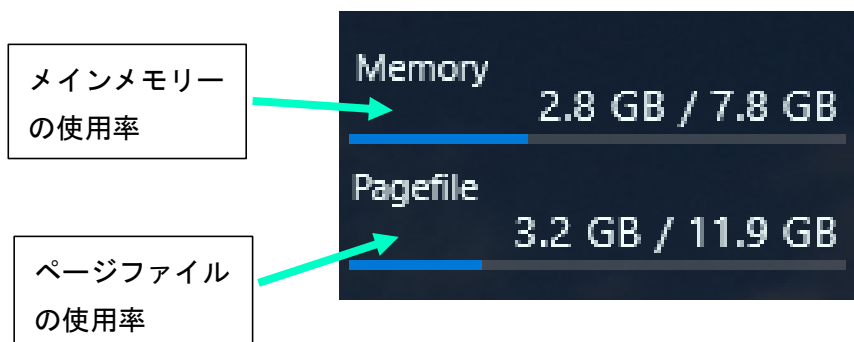 メインメモリー
の使用率
Memory
2.8 GB / 7.8 GB
Pagefile
3.2 GB / 11.9 GB
ページファイル
の使用率